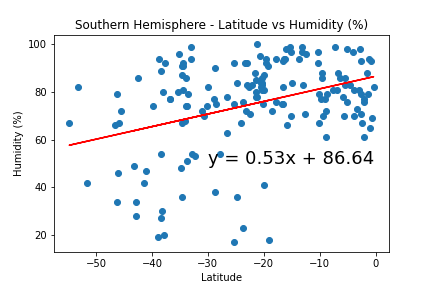 Southern Hemisphere - Latitude vs Humidity (%)
100
80
60
40
20
Humidity (%)
y = 0.53x + 86.64
−50
−40
−30
−20
−10
0
Latitude